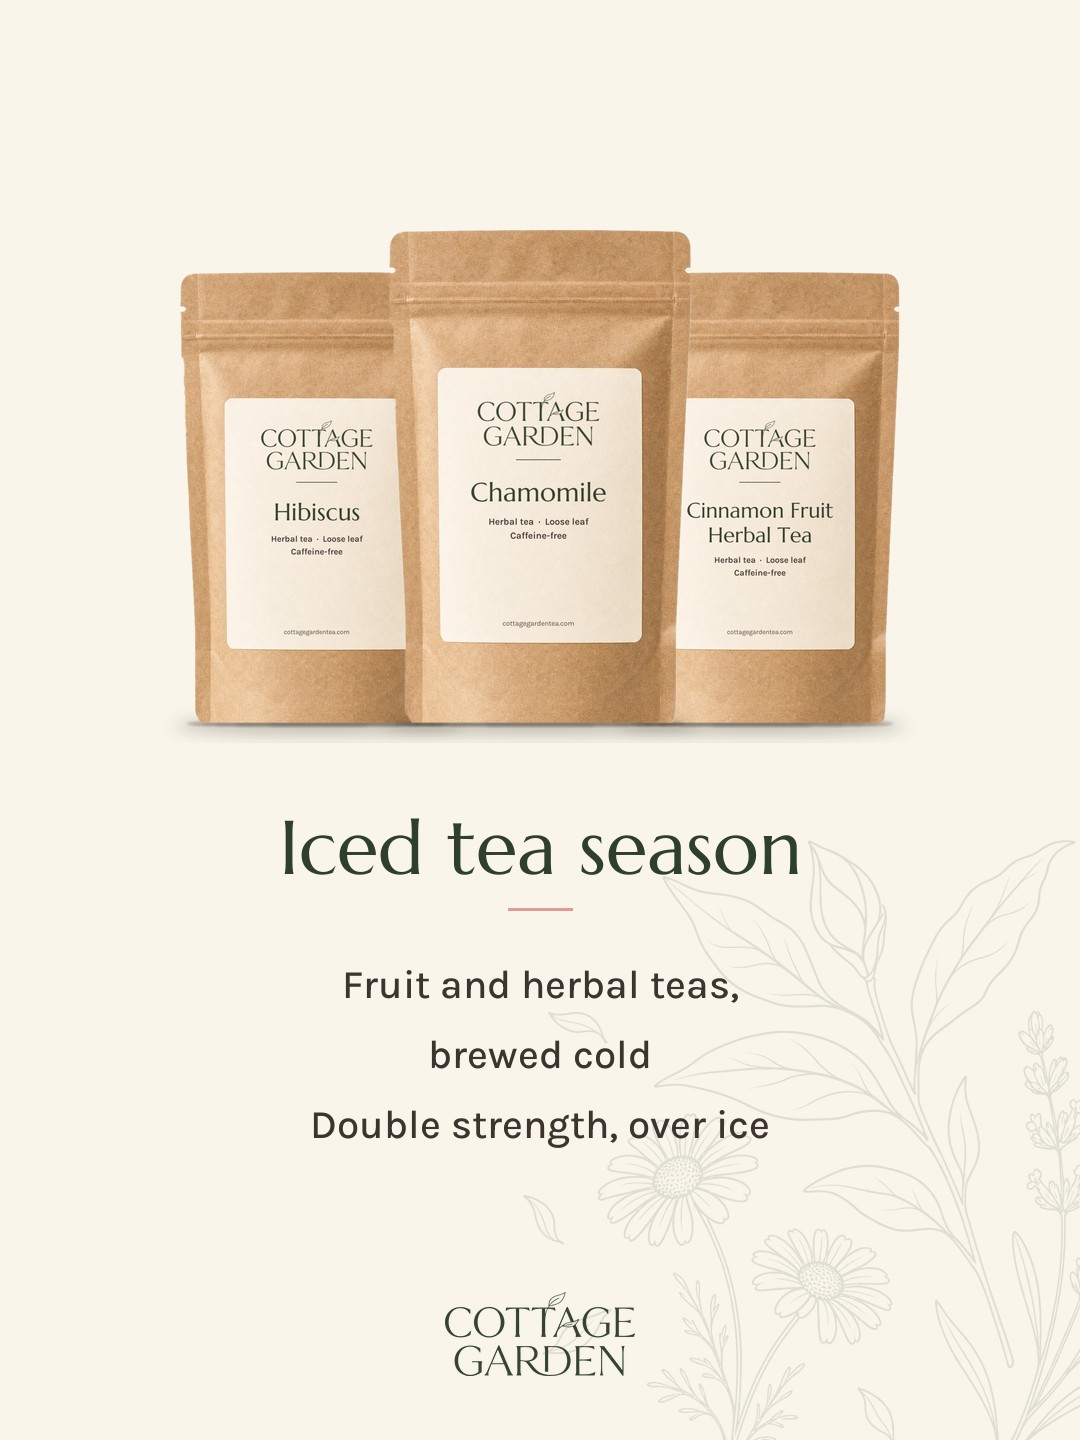 COTTAGE
GARDEN
Hibiscus
Herbal tea · Loose leaf
Caffeine-free
cottagegardentea.com
COTTAGE
GARDEN
Chamomile
Herbal tea · Loose leaf
Caffeine-free
cottagegardentea.com
COTTAGE
GARDEN
Cinnamon Fruit
Herbal Tea
Herbal tea · Loose leaf
Caffeine-free
cottagegardentea.com
Iced tea season
Fruit and herbal teas,
brewed cold
Double strength, over ice
COTTAGE
GARDEN